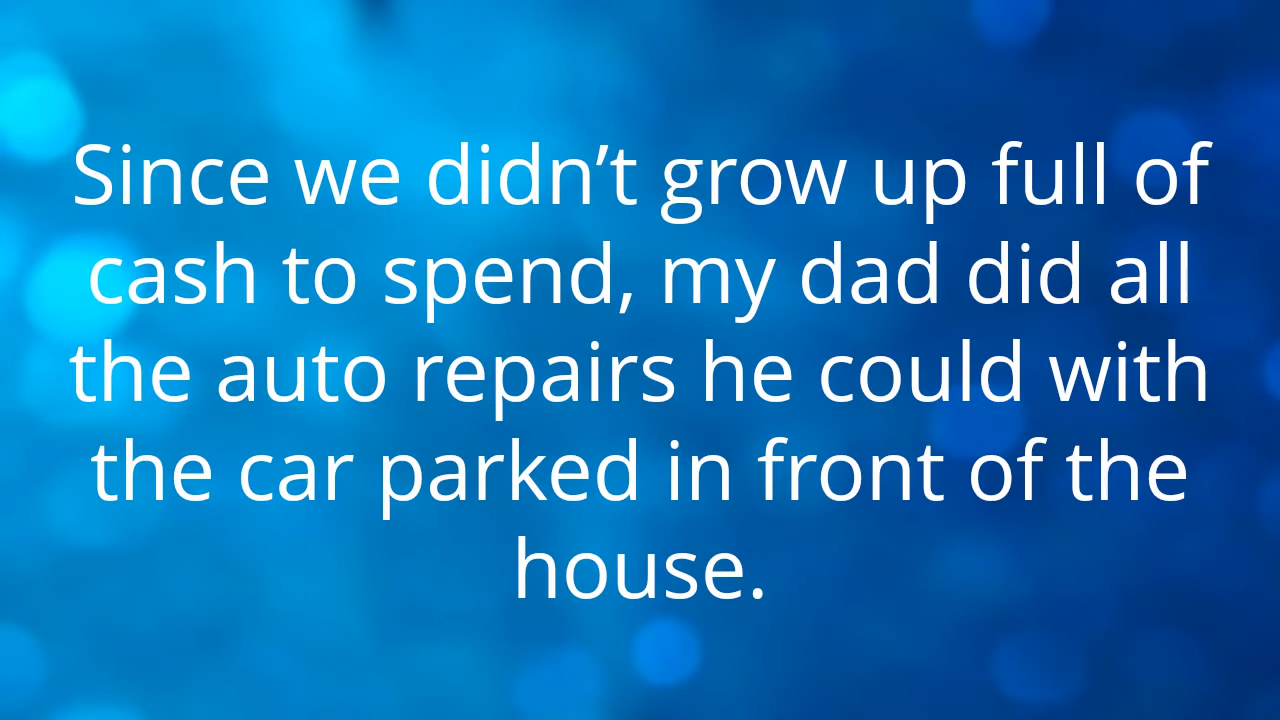 Since we didn’t grow up full of
cash to spend, my dad did all
the auto repairs he could with
the car parked in front of the
house.